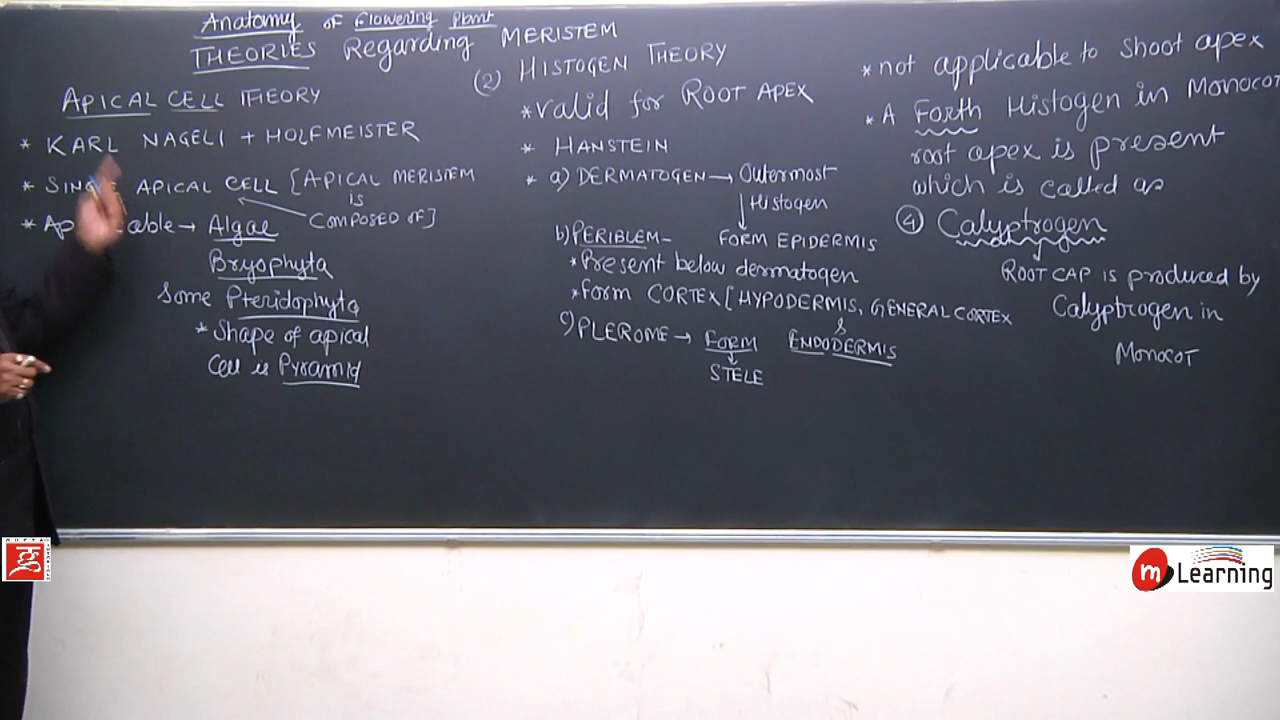 Anatomy of Flowering Plant
THEORIES Regarding MERISTEM
APICAL CELL THEORY
* KARL NAGELI + HOLFMEISTER
* APICAL CELL [APICAL MERISTEM
IS
COMPOSED OF]
* → Algae
Bryophyta
Some Pteridophyta
* Shape of apical
Cell is Pyramid
(2) HISTOGEN THEORY
* valid for ROOT APEX
* HANSTEIN
* a) DERMATOGEN → Outermost
Histogen
FORM EPIDERMIS
b) PERIBLEM -
* Present below dermatogen
* form CORTEX [HYPODERMIS, GENERAL CORTEX
&
ENDODERMIS
c) PLEROME → FORM
STELE
* not applicable to shoot apex
* A Forth Histogen in Monocot
root apex is present
which is called as
④ Calyptrogen
ROOT CAP is produced by
Calyptrogen in
MONOCOT
m Learning